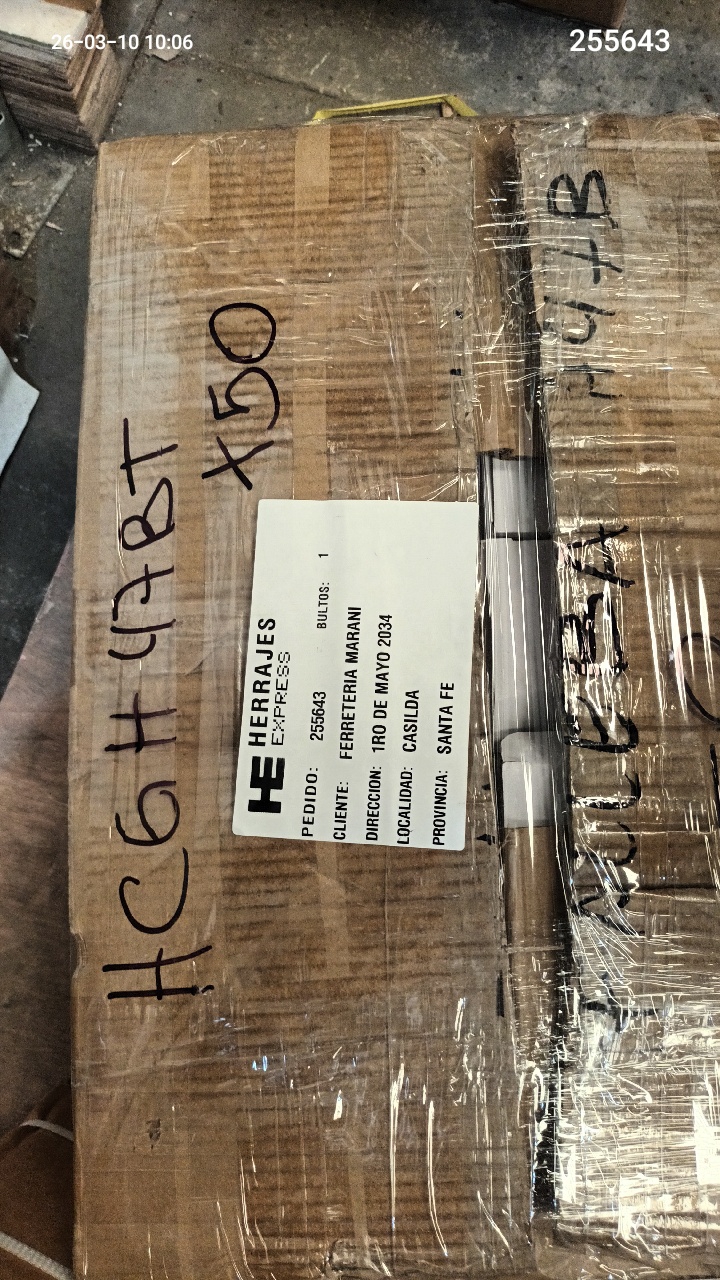 26-03-10 10:06
255643
HC6H47BT
X50
HE HERRAJES
EXPRESS
PEDIDO: 255643 BULTOS: 1
CLIENTE: FERRETERIA MARANI
DIRECCION: 1RO DE MAYO 2034
LOCALIDAD: CASILDA
PROVINCIA: SANTA FE
H47B